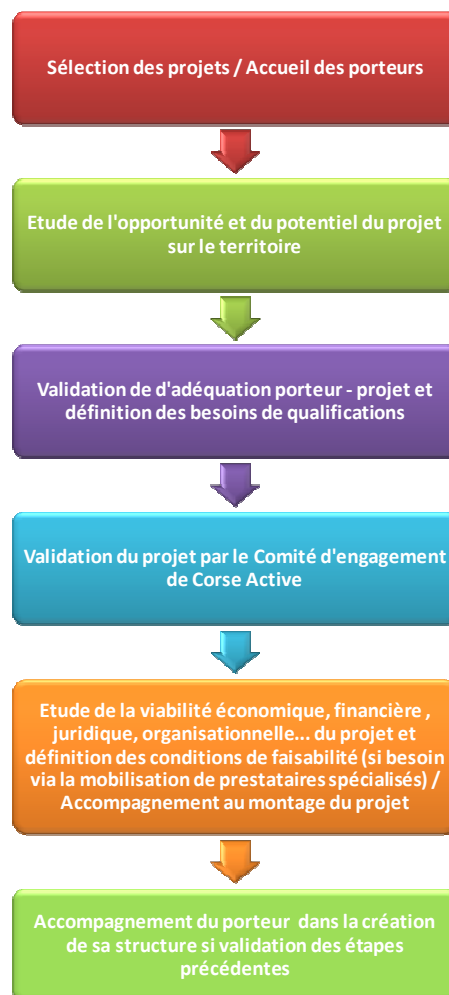 Sélection des projets / Accueil des porteurs
Etude de l'opportunité et du potentiel du projet
sur le territoire
Validation de d'adéquation porteur - projet et
définition des besoins de qualifications
Validation du projet par le Comité d'engagement
de Corse Active
Etude de la viabilité économique, financière ,
juridique, organisationnelle... du projet et
définition des conditions de faisabilité (si besoin
via la mobilisation de prestataires spécialisés) /
Accompagnement au montage du projet
Accompagnement du porteur  dans la création
de sa structure si validation des étapes
précédentes